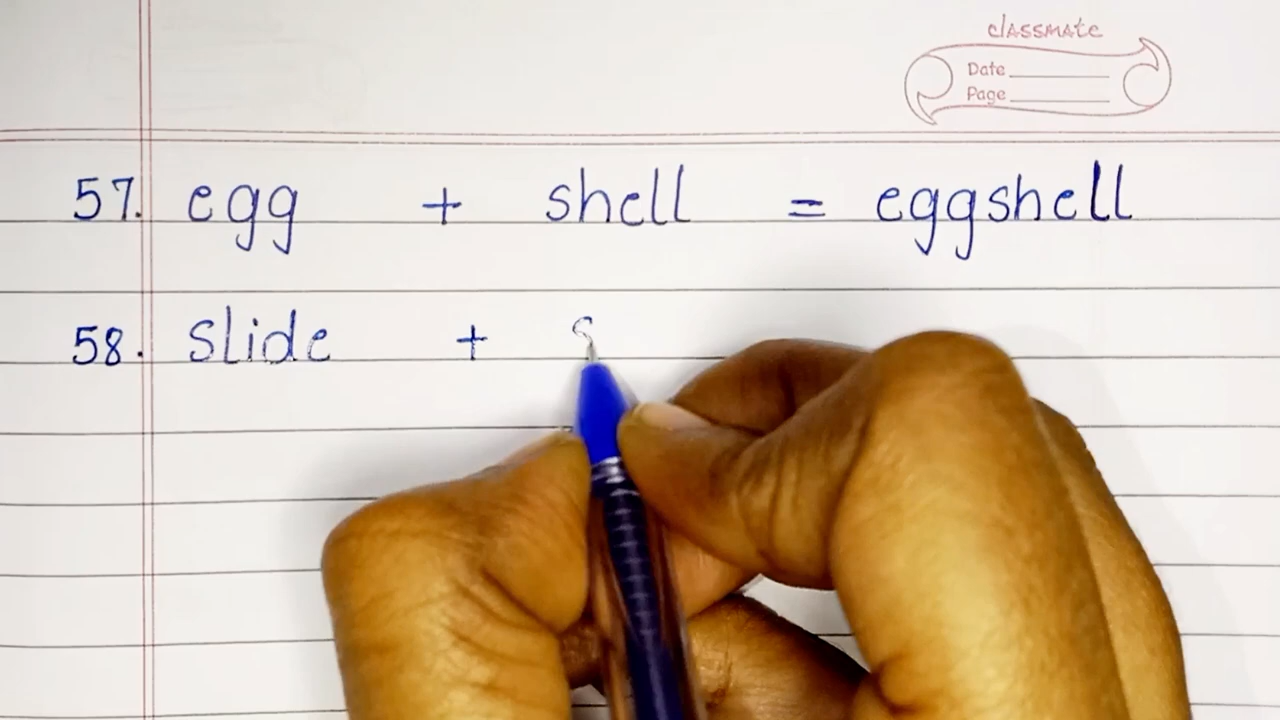 classmate
Date
Page
57. egg + shell = eggshell
58. slide + s